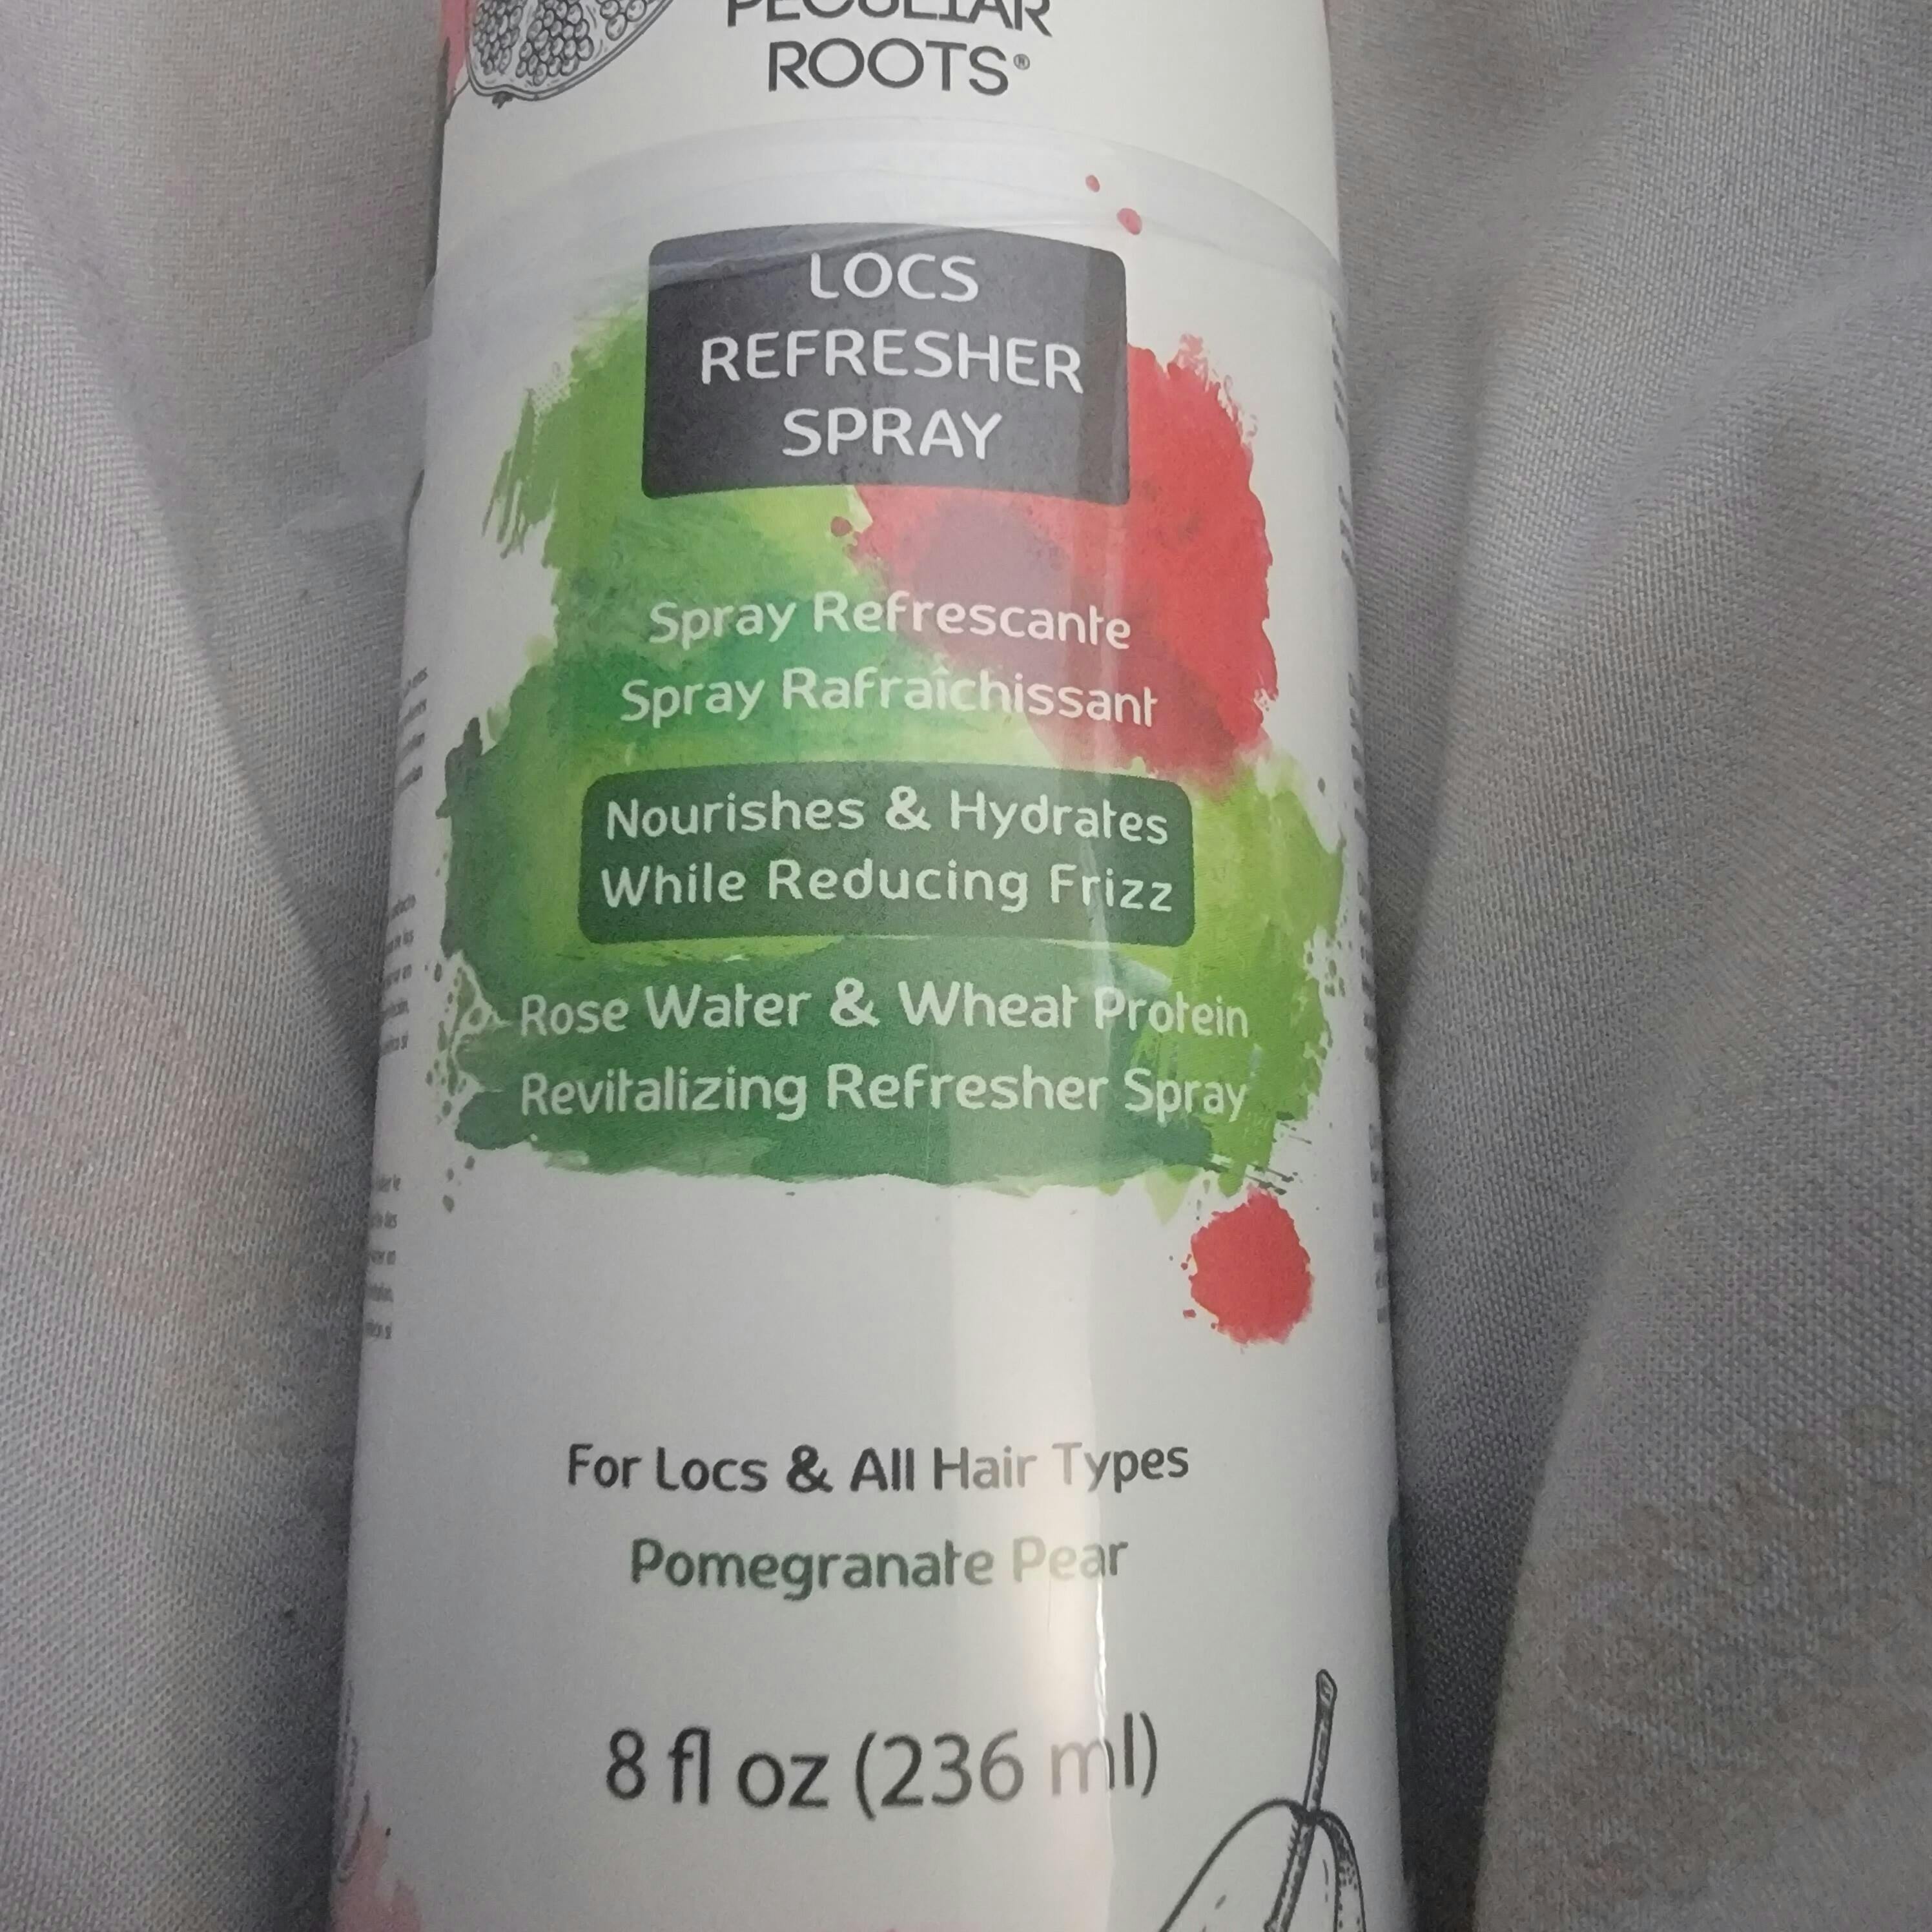 PECULIAR
ROOTS®
LOCS
REFRESHER
SPRAY
Spray Refrescante
Spray Rafraîchissant
Nourishes & Hydrates
While Reducing Frizz
Rose Water & Wheat Protein
Revitalizing Refresher Spray
For Locs & All Hair Types
Pomegranate Pear
8 fl oz (236 ml)